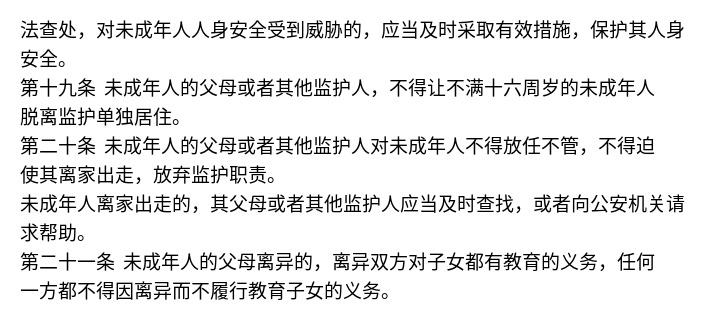 法查处，对未成年人人身安全受到威胁的，应当及时采取有效措施，保护其人身
安全。
第十九条 未成年人的父母或者其他监护人，不得让不满十六周岁的未成年人
脱离监护单独居住。
第二十条 未成年人的父母或者其他监护人对未成年人不得放任不管，不得迫
使其离家出走，放弃监护职责。
未成年人离家出走的，其父母或者其他监护人应当及时查找，或者向公安机关请
求帮助。
第二十一条 未成年人的父母离异的，离异双方对子女都有教育的义务，任何
一方都不得因离异而不履行教育子女的义务。